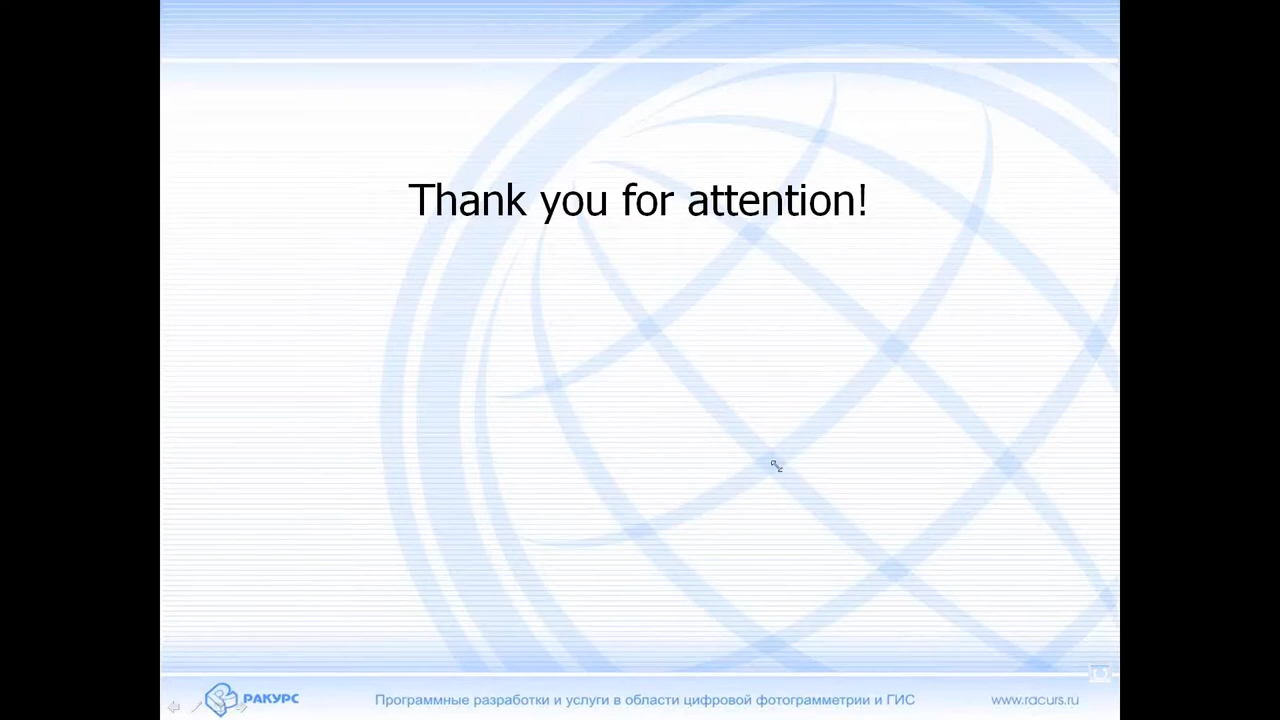 Thank you for attention!
РАКУРС
Программные разработки и услуги в области цифровой фотограмметрии и ГИС
www.racurs.ru